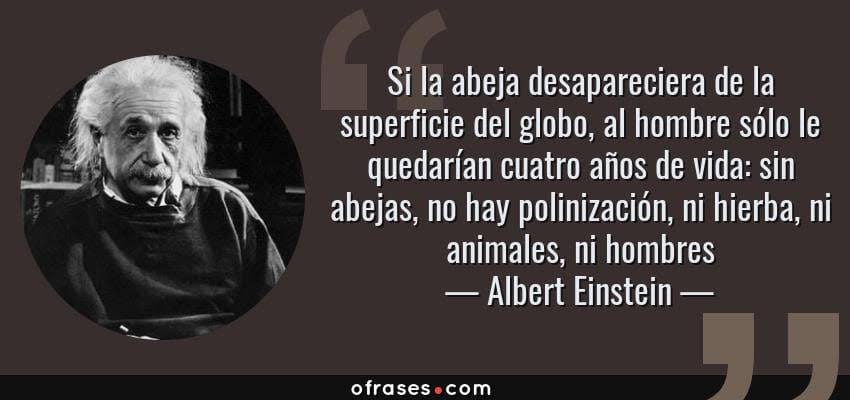 Si la abeja desapareciera de la
superficie del globo, al hombre sólo le
quedarían cuatro años de vida: sin
abejas, no hay polinización, ni hierba, ni
animales, ni hombres
— Albert Einstein —
ofrases.com